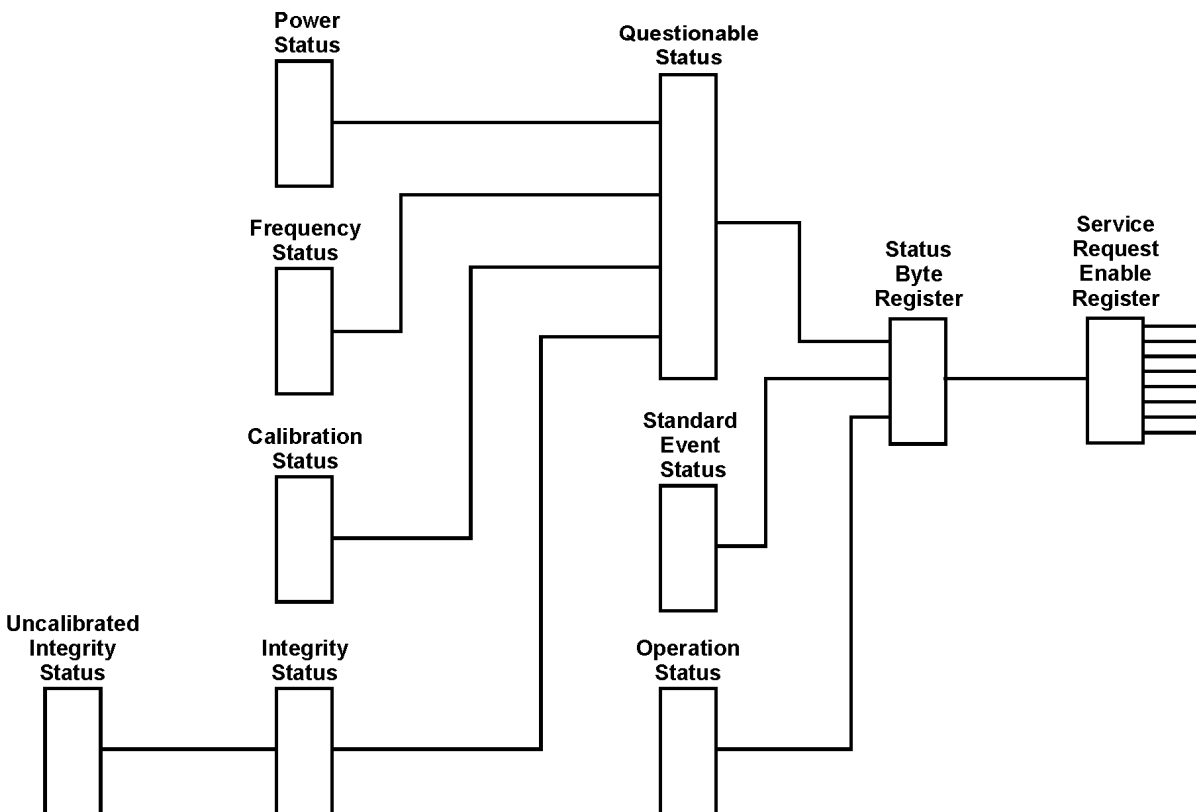 Power
Status
Questionable
Status
Frequency
Status
Status
Byte
Register
Service
Request
Enable
Register
Calibration
Status
Standard
Event
Status
Uncalibrated
Integrity
Status
Integrity
Status
Operation
Status